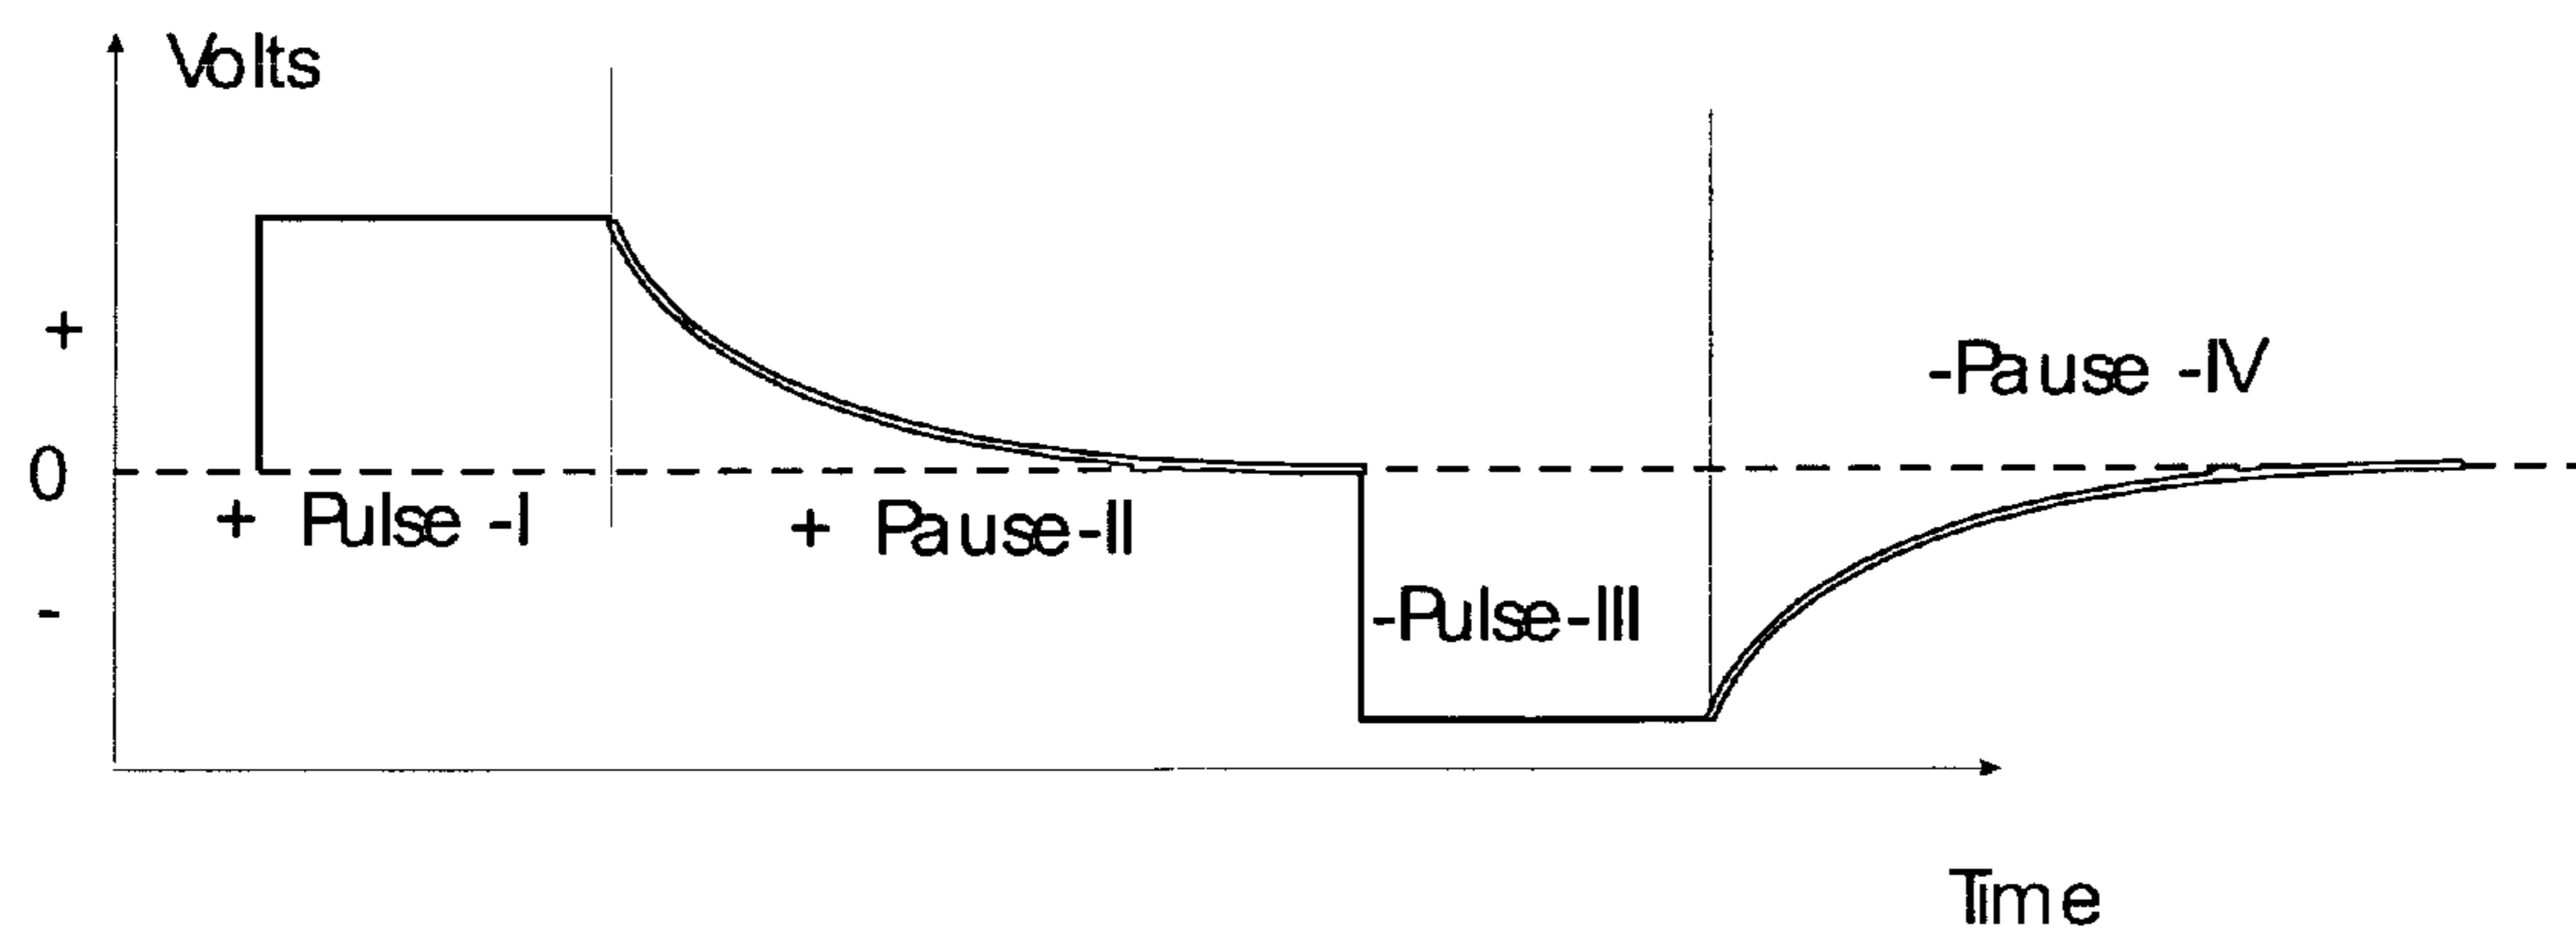 Volts
+
-Pause -IV
0
+ Pulse -I
+ Pause-II
-
-Pulse-III
Time